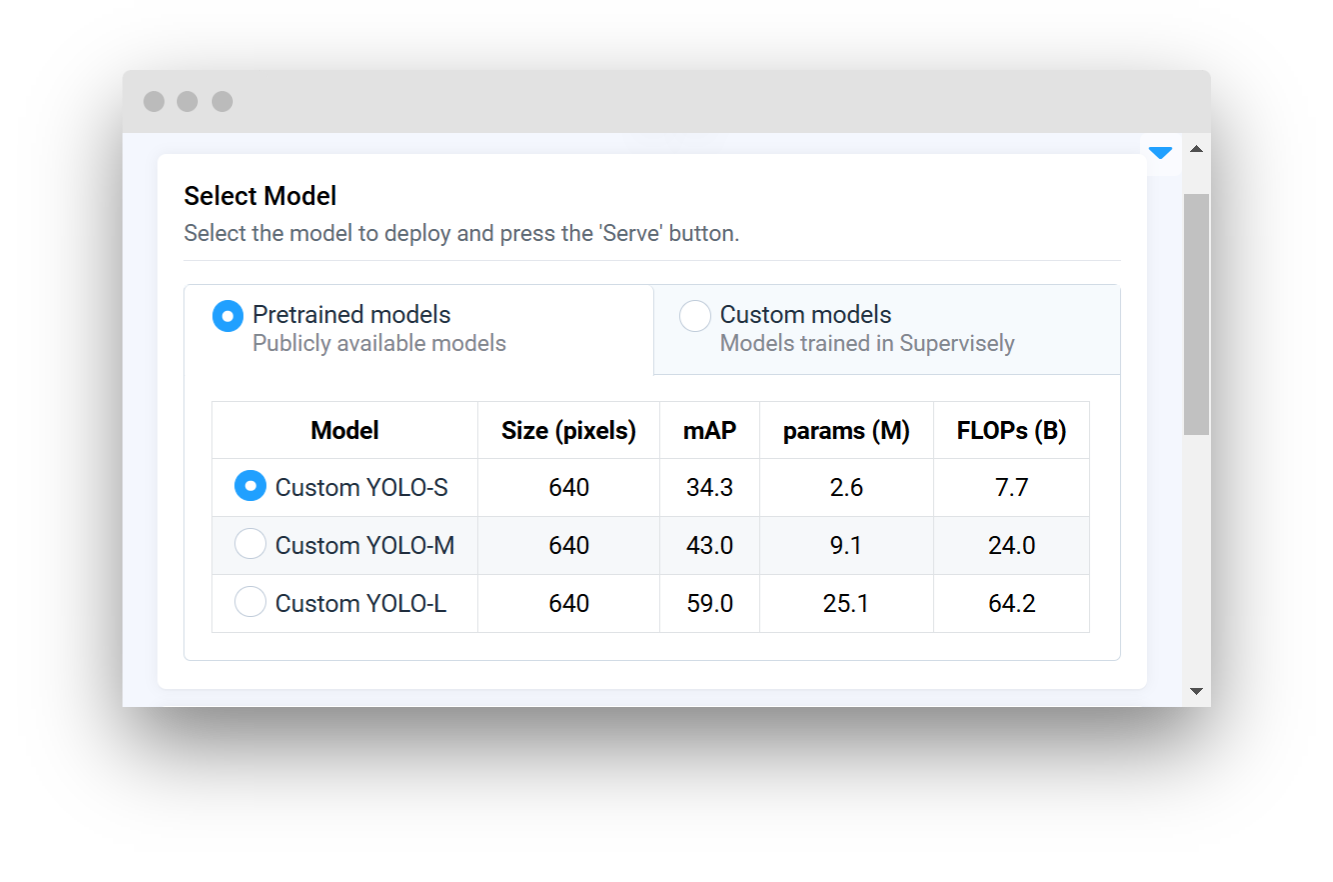 Select Model
Select the model to deploy and press the 'Serve' button.
Pretrained models
Publicly available models
Custom models
Models trained in Supervisely
Model Size (pixels) mAP params (M) FLOPs (B)
Custom YOLO-S 640 34.3 2.6 7.7
Custom YOLO-M 640 43.0 9.1 24.0
Custom YOLO-L 640 59.0 25.1 64.2